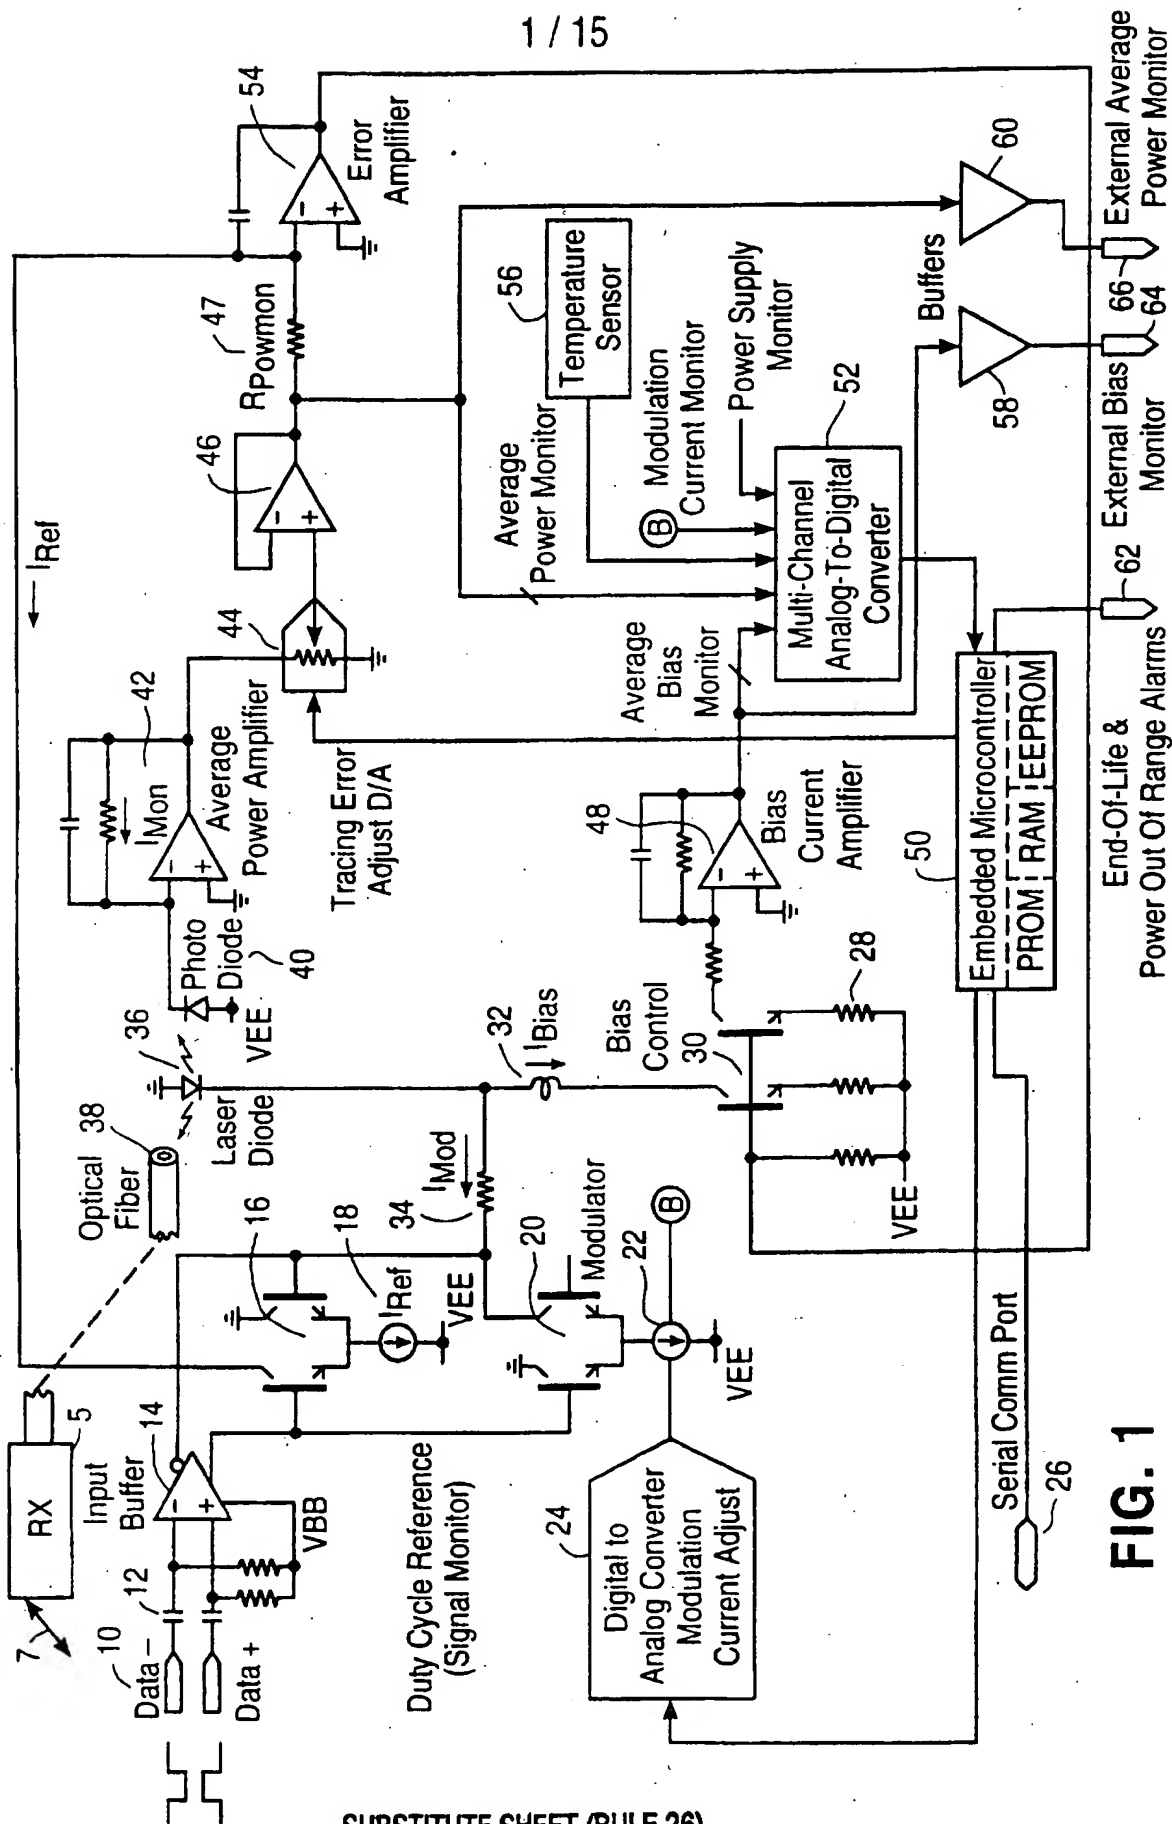 1 / 15
RX
5
7
10
Data –
Data +
12
Input
Buffer
14
VBB
Optical
Fiber
38
Laser
Diode
36
Photo
Diode
40
VEE
IMon
42
Average
Power Amplifier
IRef
44
Tracing Error
Adjust D/A
46
RPowmon
47
54
Error
Amplifier
Duty Cycle Reference
(Signal Monitor)
16
18
IRef
VEE
34
IMod
32
IBias
20
Modulator
22
VEE
B
24
Digital to
Analog Converter
Modulation
Current Adjust
Bias
Control
30
28
VEE
48
Bias
Current
Amplifier
Average
Bias
Monitor
Average
Power Monitor
56
Temperature
Sensor
B
Modulation
Current Monitor
Power Supply
Monitor
52
Multi-Channel
Analog-To-Digital
Converter
Buffers
58
60
50
Embedded Microcontroller
PROM
RAM
EEPROM
Serial Comm Port
26
End-Of-Life &
Power Out Of Range Alarms
62
External Bias
Monitor
64
66
External Average
Power Monitor
FIG. 1
SUBSTITUTE SHEET (RULE 26)